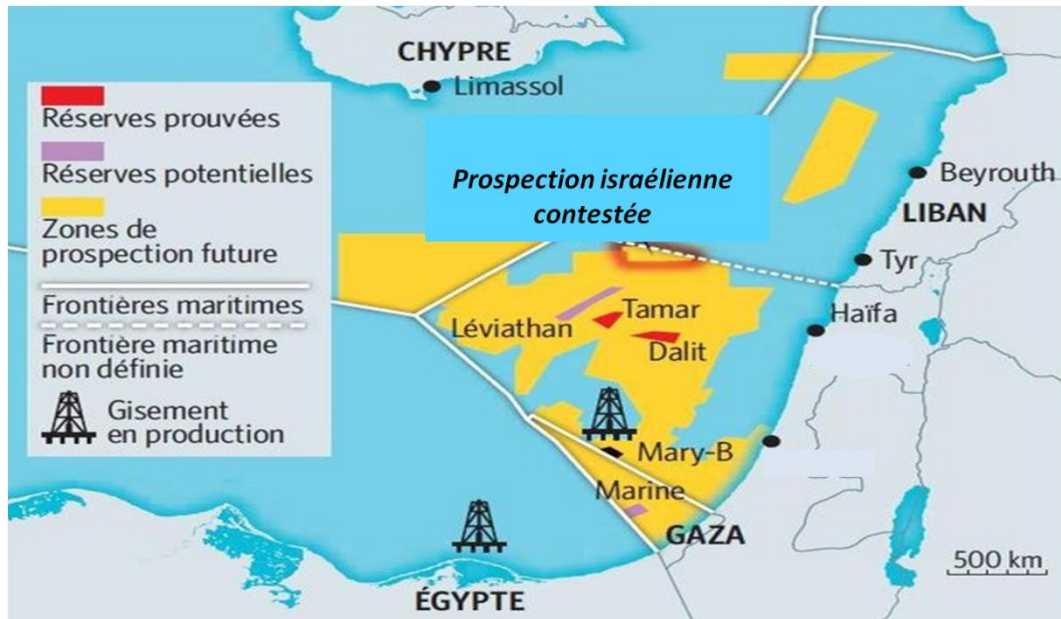 CHYPRE
Limassol
Réserves prouvées
Réserves potentielles
Zones de
prospection future
Frontières maritimes
Frontière maritime
non définie
Gisement
en production
Prospection israélienne
contestée
Beyrouth
LIBAN
Tyr
Haïfa
Tamar
Léviathan
Dalit
Mary-B
Marine
GAZA
500 km
ÉGYPTE